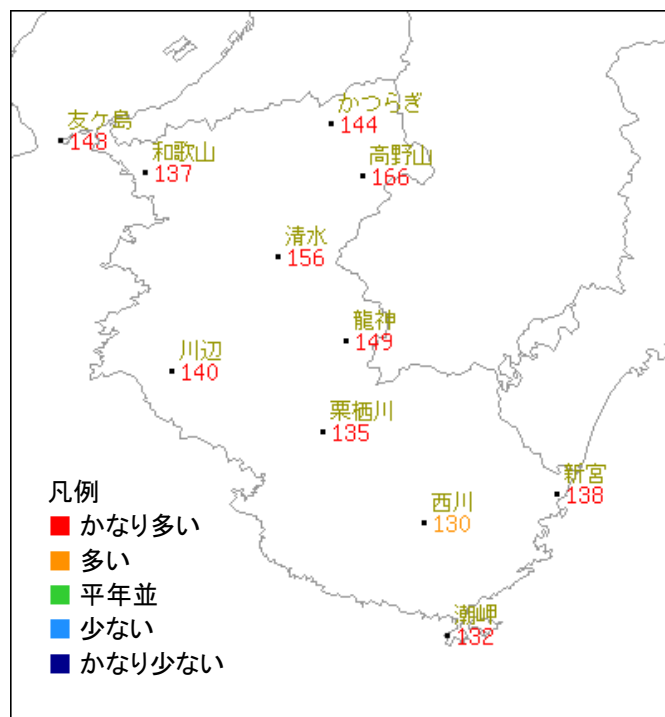 かつらぎ
144
友ケ島
148
和歌山
137
高野山
166
清水
156
龍神
149
川辺
140
栗栖川
135
新宮
138
西川
130
潮岬
132
凡例
かなり多い
多い
平年並
少ない
かなり少ない